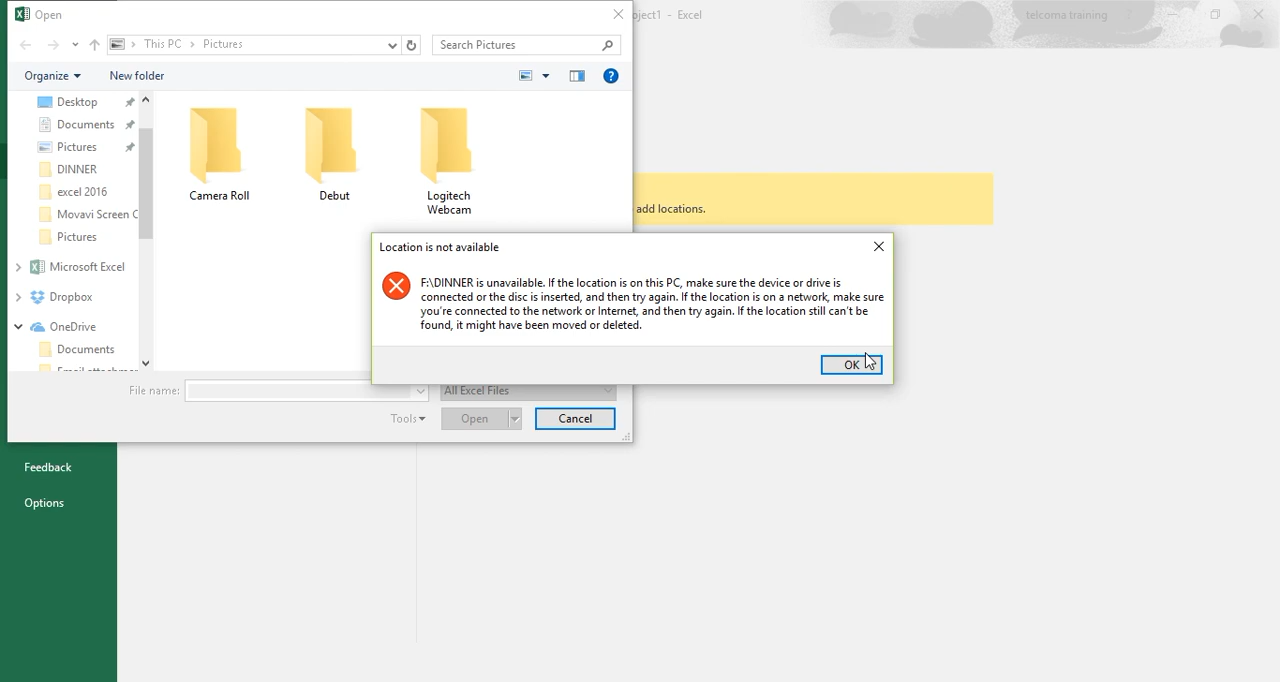 Open
oject1 - Excel
telcoma training
This PC > Pictures
Search Pictures
Organize
New folder
Desktop
Documents
Pictures
DINNER
excel 2016
Movavi Screen C
Pictures
Microsoft Excel
Dropbox
OneDrive
Documents
Camera Roll
Debut
Logitech
Webcam
add locations.
Location is not available
F:\DINNER is unavailable. If the location is on this PC, make sure the device or drive is
connected or the disc is inserted, and then try again. If the location is on a network, make sure
you're connected to the network or Internet, and then try again. If the location still can't be
found, it might have been moved or deleted.
OK
File name:
All Excel Files
Tools
Open
Cancel
Feedback
Options